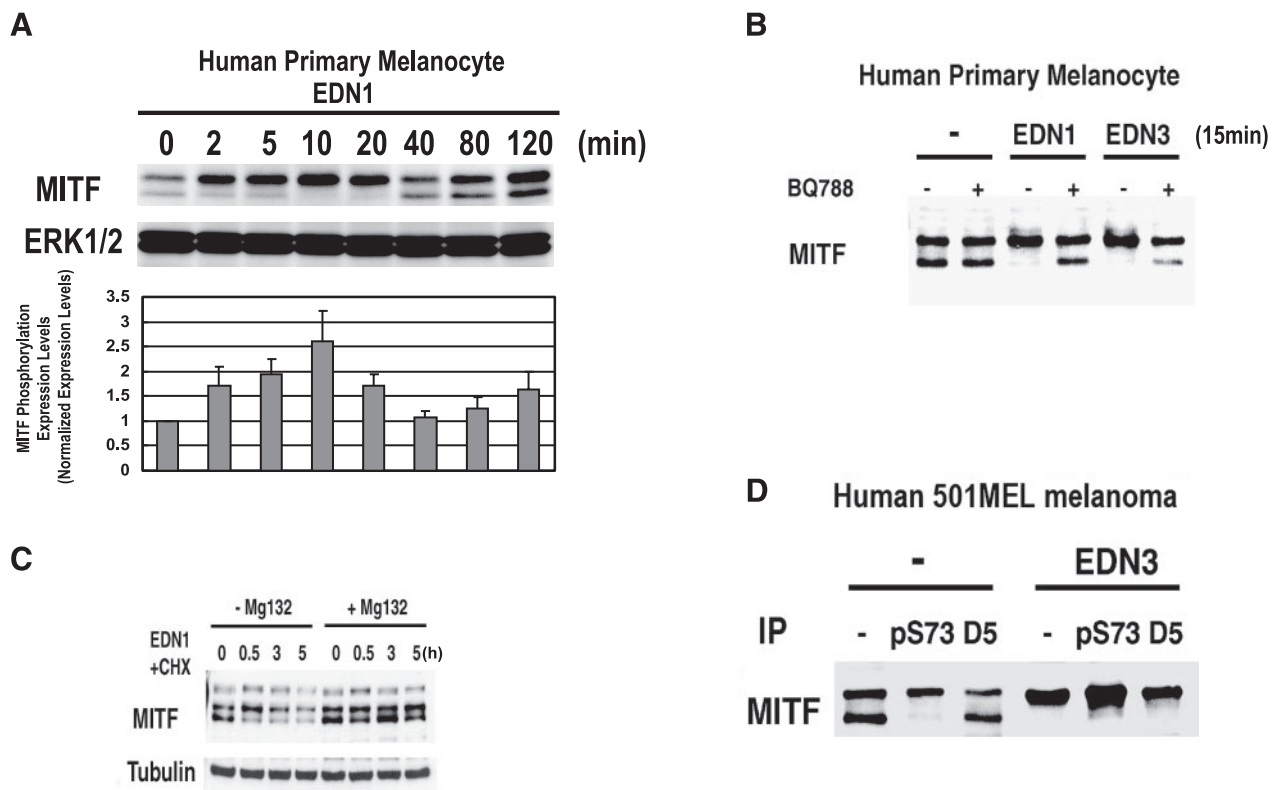 A
Human Primary Melanocyte
EDN1
0 2 5 10 20 40 80 120 (min)
MITF
ERK1/2
MITF Phosphorylation
Expression Levels
(Normalized Expression Levels)
3.5
3
2.5
2
1.5
1
0.5
0
B
Human Primary Melanocyte
- EDN1 EDN3 (15min)
BQ788 - + - + - +
MITF
C
- Mg132 + Mg132
EDN1
+CHX
0 0.5 3 5 0 0.5 3 5(h)
MITF
Tubulin
D
Human 501MEL melanoma
- EDN3
IP - pS73 D5 - pS73 D5
MITF